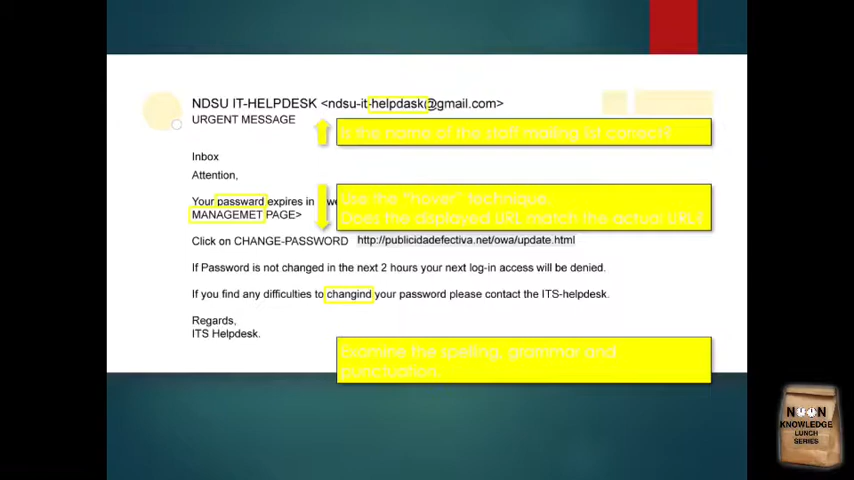 NDSU IT-HELPDESK <ndsu-it-helpdask@gmail.com>
URGENT MESSAGE
Is the name of the staff mailing list correct?
Inbox
Attention,
Your passward expires in
MANAGEMET PAGE>
Use the "hover" technique.
Does the displayed URL match the actual URL?
Click on CHANGE-PASSWORD http://publicidadefectiva.net/owa/update.html
If Password is not changed in the next 2 hours your next log-in access will be denied.
If you find any difficulties to changind your password please contact the ITS-helpdesk.
Regards,
ITS Helpdesk.
Examine the spelling, grammar and
punctuation.
NOON
KNOWLEDGE
LUNCH
SERIES